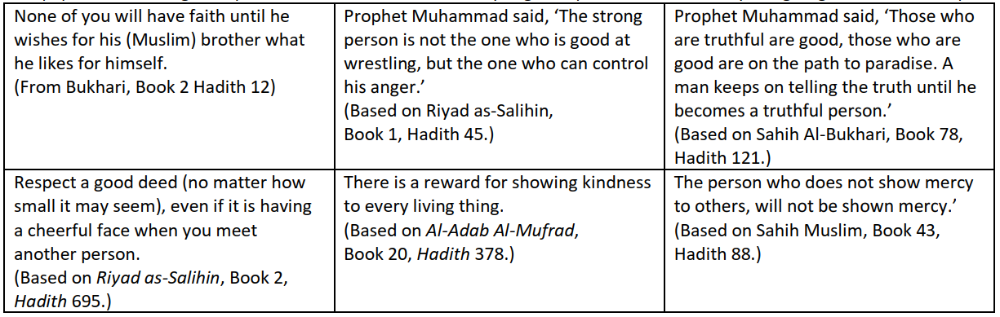 None of you will have faith until he
wishes for his (Muslim) brother what
he likes for himself.
(From Bukhari, Book 2 Hadith 12)
Prophet Muhammad said, ‘The strong
person is not the one who is good at
wrestling, but the one who can control
his anger.’
(Based on Riyad as-Salihin,
Book 1, Hadith 45.)
Prophet Muhammad said, ‘Those who
are truthful are good, those who are
good are on the path to paradise. A
man keeps on telling the truth until he
becomes a truthful person.’
(Based on Sahih Al-Bukhari, Book 78,
Hadith 121.)
Respect a good deed (no matter how
small it may seem), even if it is having
a cheerful face when you meet
another person.
(Based on Riyad as-Salihin, Book 2,
Hadith 695.)
There is a reward for showing kindness
to every living thing.
(Based on Al-Adab Al-Mufrad,
Book 20, Hadith 378.)
The person who does not show mercy
to others, will not be shown mercy.’
(Based on Sahih Muslim, Book 43,
Hadith 88.)